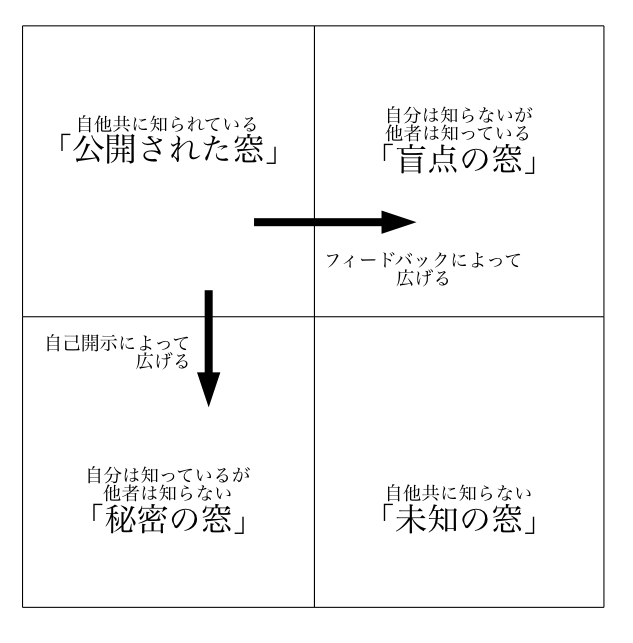 自他共に知られている
「公開された窓」
自分は知らないが
他者は知っている
「盲点の窓」
フィードバックによって
広げる
自己開示によって
広げる
自分は知っているが
他者は知らない
「秘密の窓」
自他共に知らない
「未知の窓」